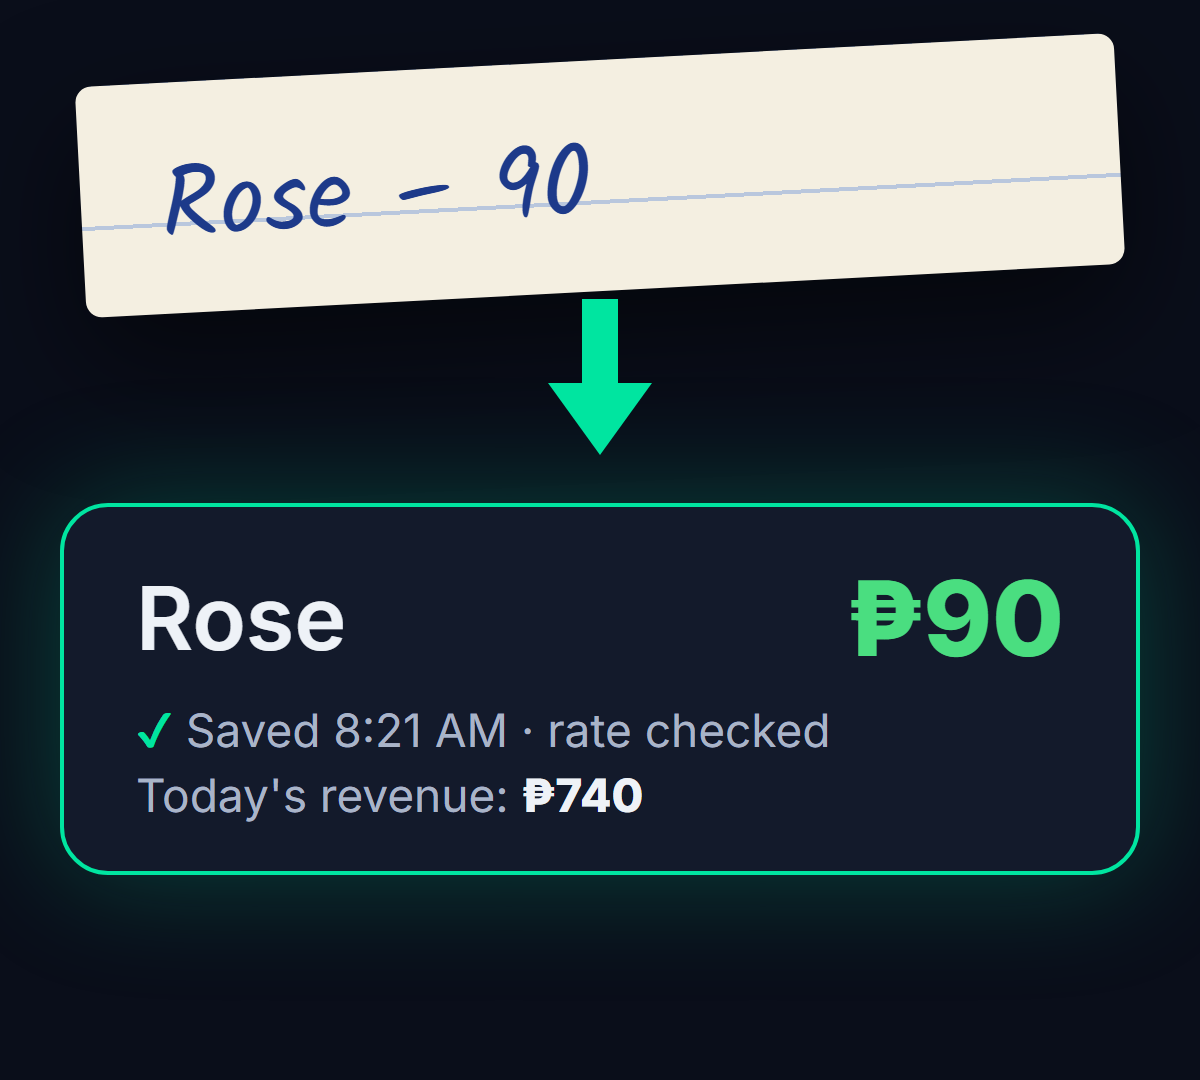 Rose – 90
Rose ₱90
✓ Saved 8:21 AM · rate checked
Today's revenue: ₱740